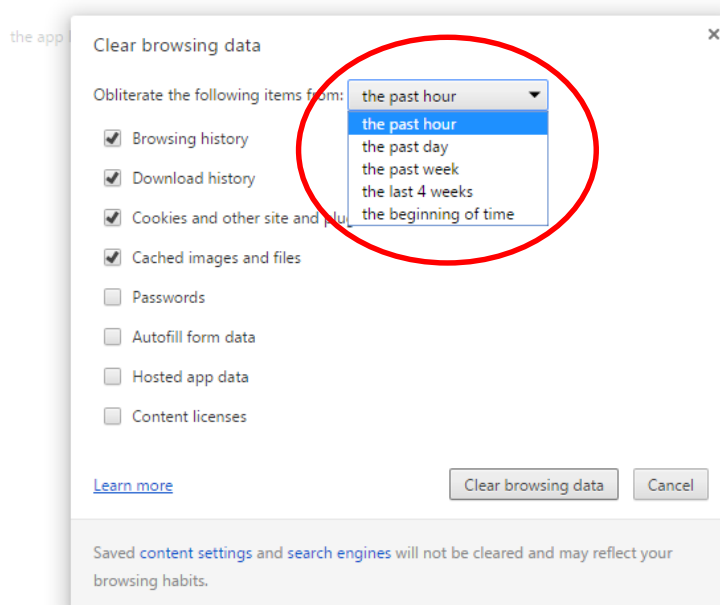 the app
Clear browsing data
×
Obliterate the following items from: the past hour
the past hour
the past day
the past week
the last 4 weeks
the beginning of time
Browsing history
Download history
Cookies and other site and
Cached images and files
Passwords
Autofill form data
Hosted app data
Content licenses
Learn more
Clear browsing data
Cancel
Saved content settings and search engines will not be cleared and may reflect your
browsing habits.